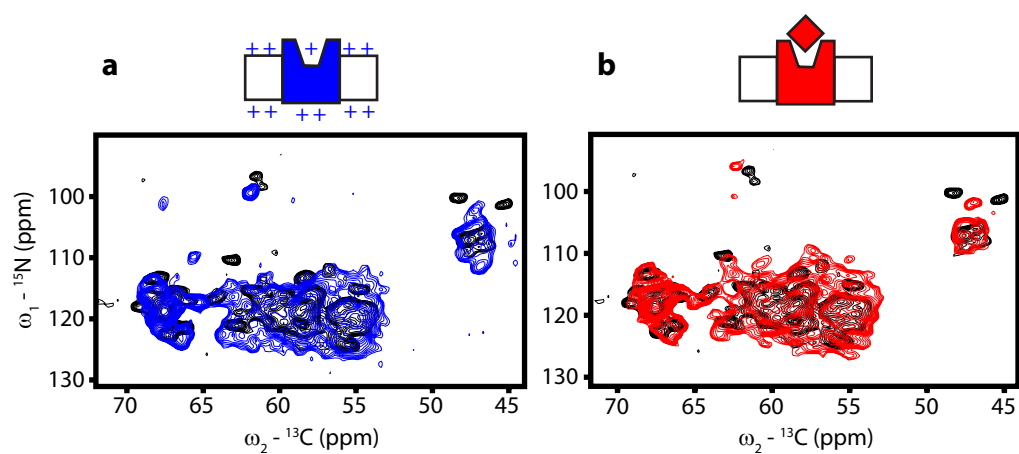 a
+ + + + +
+ + + + + +
b
100
110
120
130
ω1 - 15N (ppm)
70 65 60 55 50 45
ω2 - 13C (ppm)
100
110
120
130
70 65 60 55 50 45
ω2 - 13C (ppm)